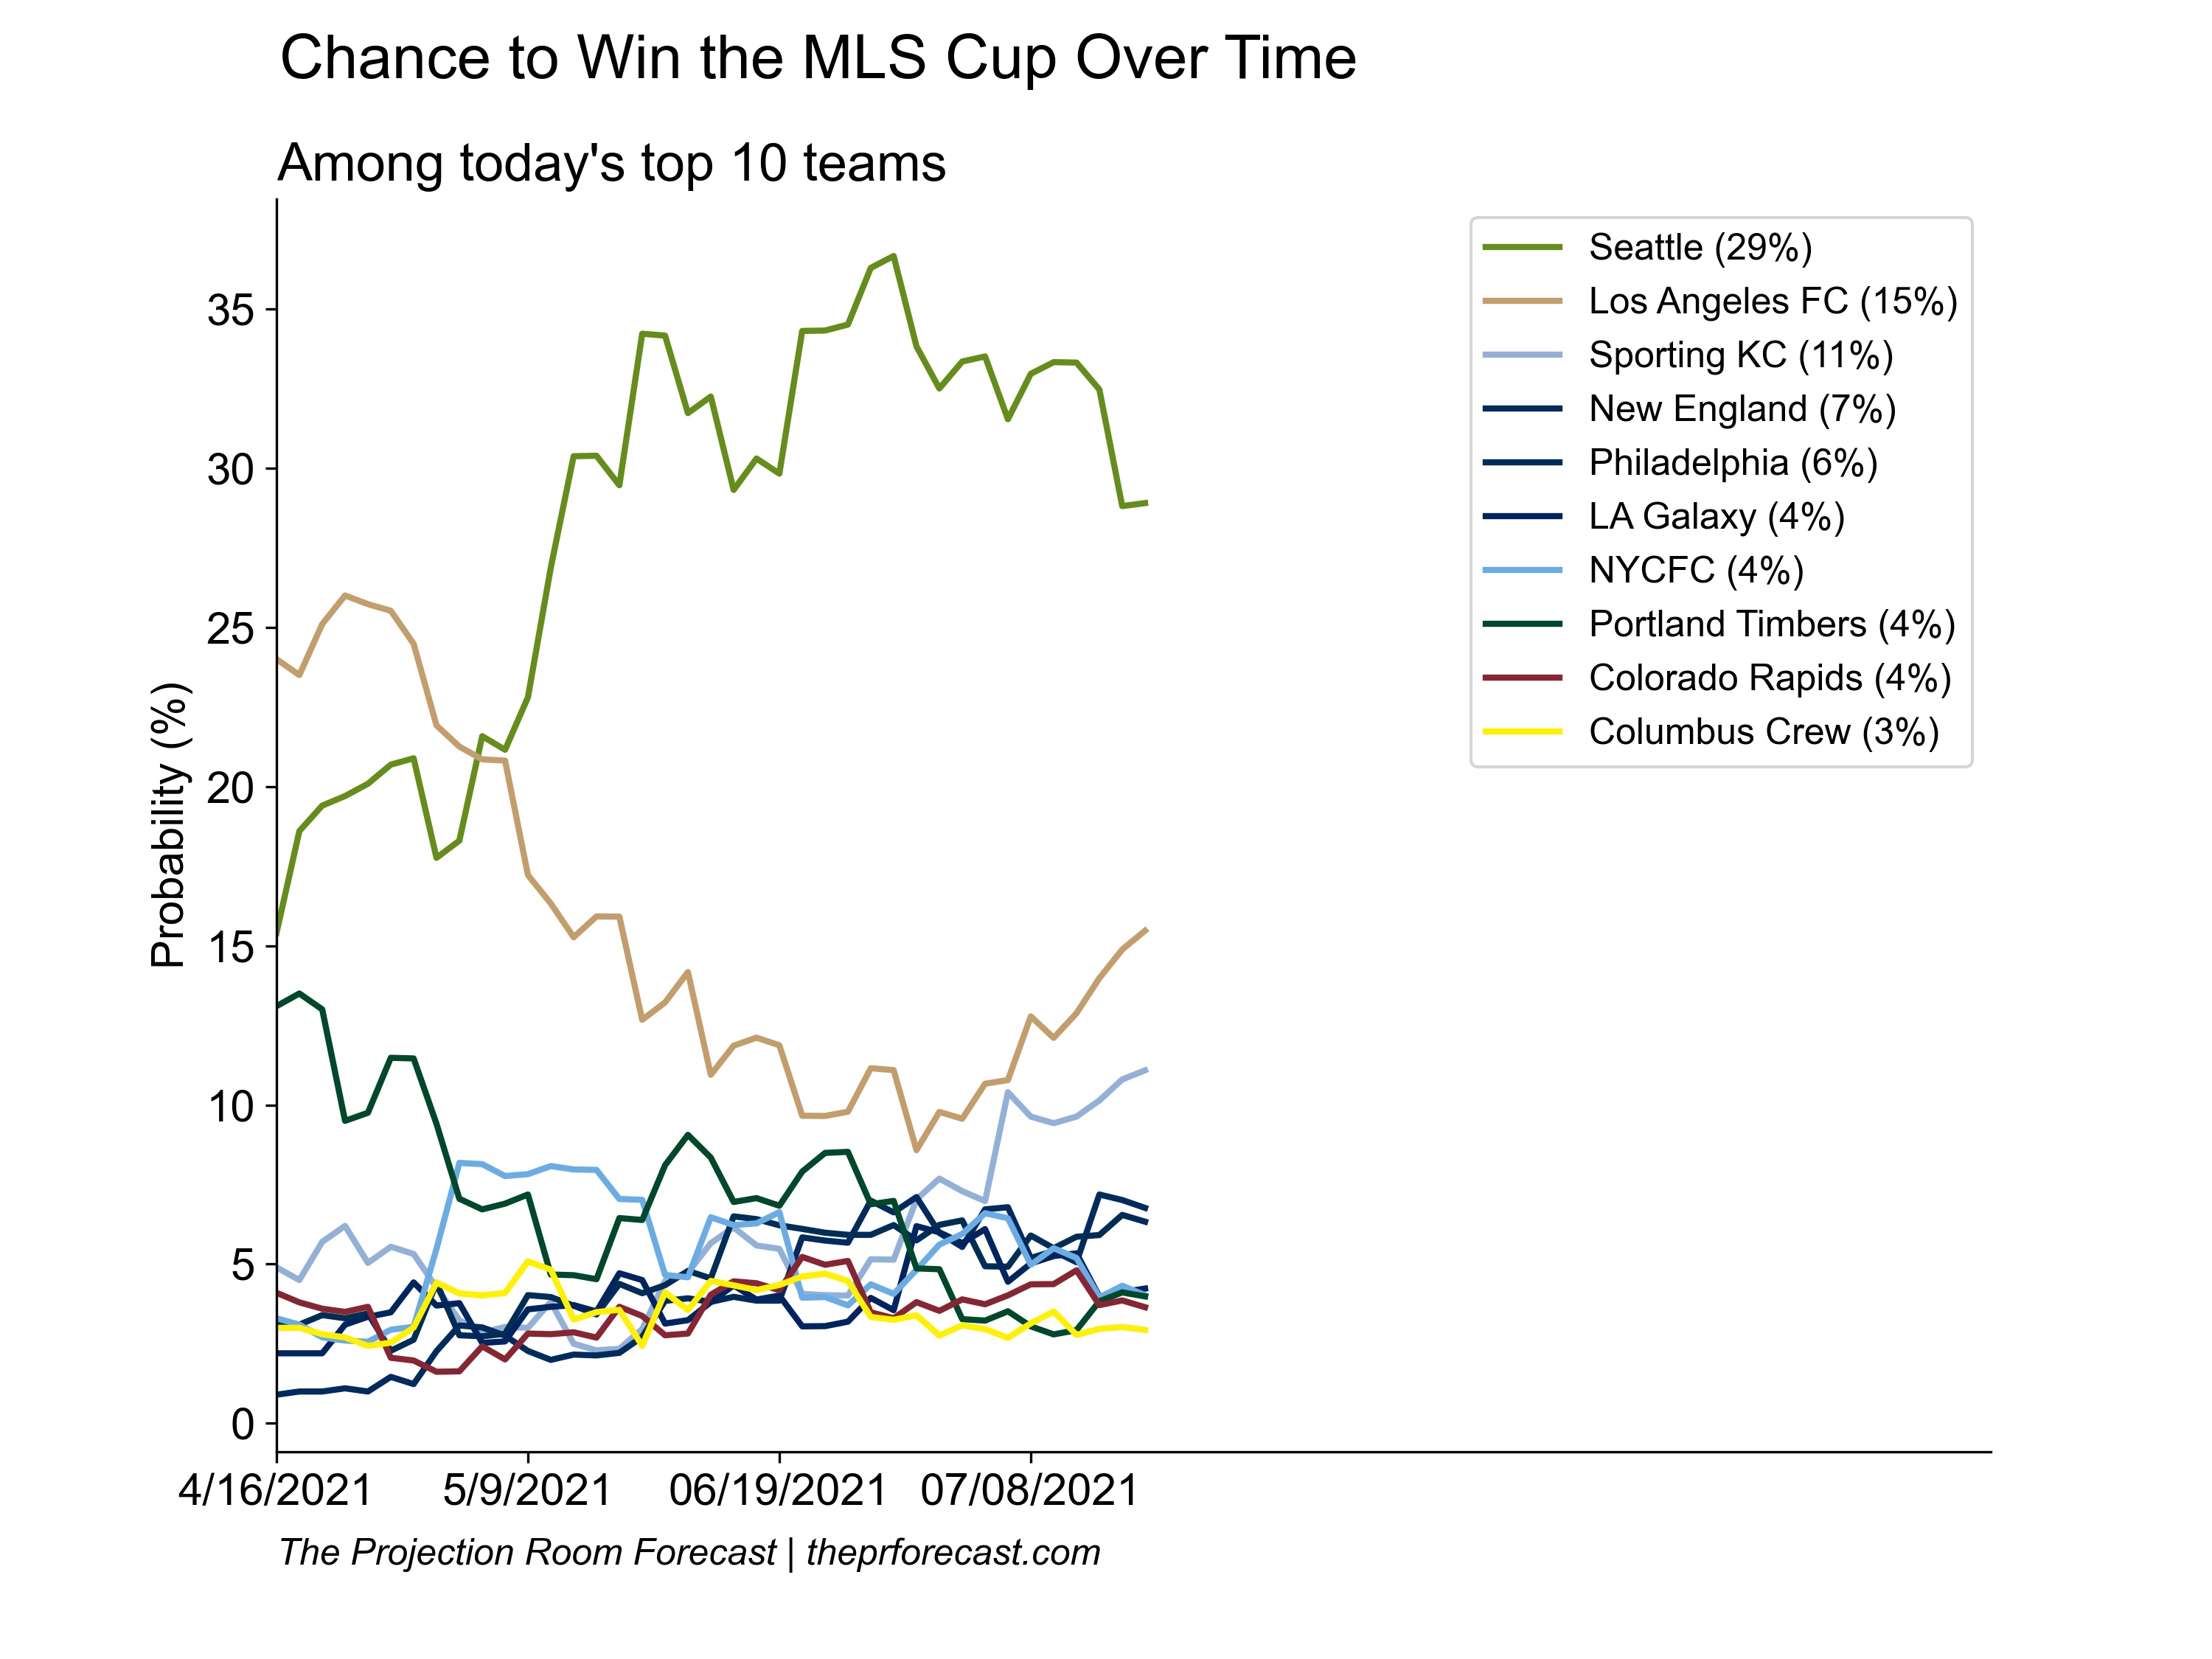 Chance to Win the MLS Cup Over Time
Among today's top 10 teams
Seattle (29%)
Los Angeles FC (15%)
Sporting KC (11%)
New England (7%)
Philadelphia (6%)
LA Galaxy (4%)
NYCFC (4%)
Portland Timbers (4%)
Colorado Rapids (4%)
Columbus Crew (3%)
Probability (%)
35
30
25
20
15
10
5
0
4/16/2021 5/9/2021 06/19/2021 07/08/2021
The Projection Room Forecast | theprforecast.com